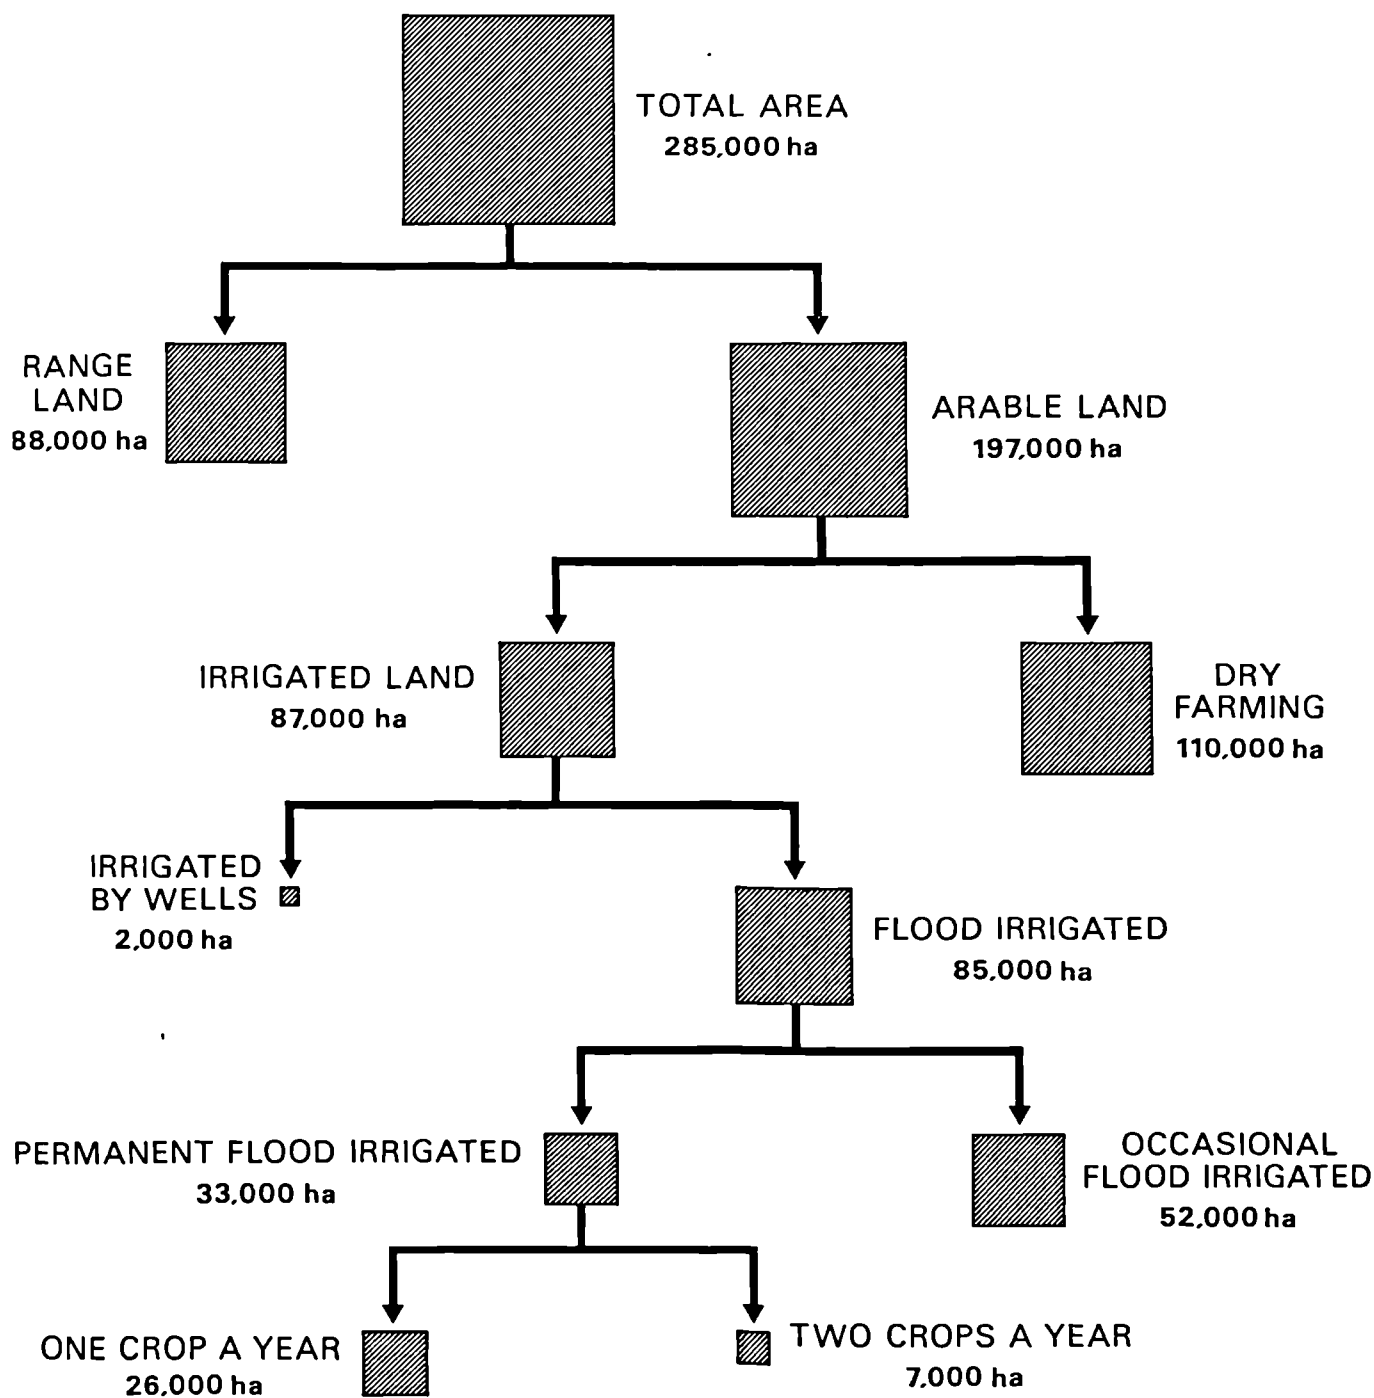 TOTAL AREA
285,000 ha
RANGE
LAND
88,000 ha
ARABLE LAND
197,000 ha
IRRIGATED LAND
87,000 ha
DRY
FARMING
110,000 ha
IRRIGATED
BY WELLS
2,000 ha
FLOOD IRRIGATED
85,000 ha
PERMANENT FLOOD IRRIGATED
33,000 ha
OCCASIONAL
FLOOD IRRIGATED
52,000 ha
ONE CROP A YEAR
26,000 ha
TWO CROPS A YEAR
7,000 ha